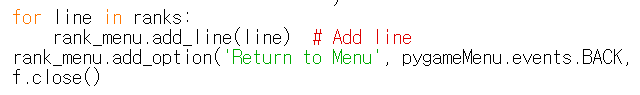 for line in ranks:
    rank_menu.add_line(line)  # Add line
rank_menu.add_option('Return to Menu', pygameMenu.events.BACK,
f.close()